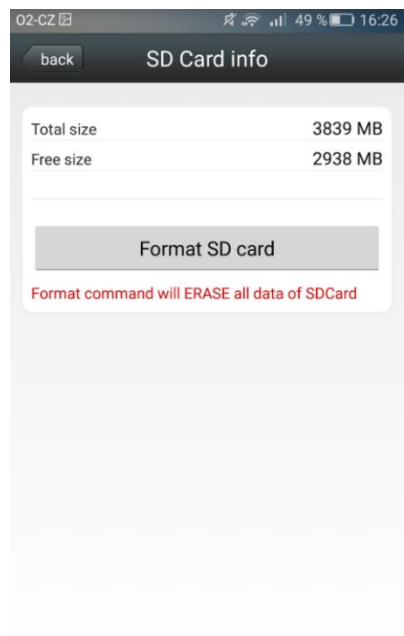 O2-CZ 49 % 16:26
back SD Card info
Total size 3839 MB
Free size 2938 MB
Format SD card
Format command will ERASE all data of SDCard